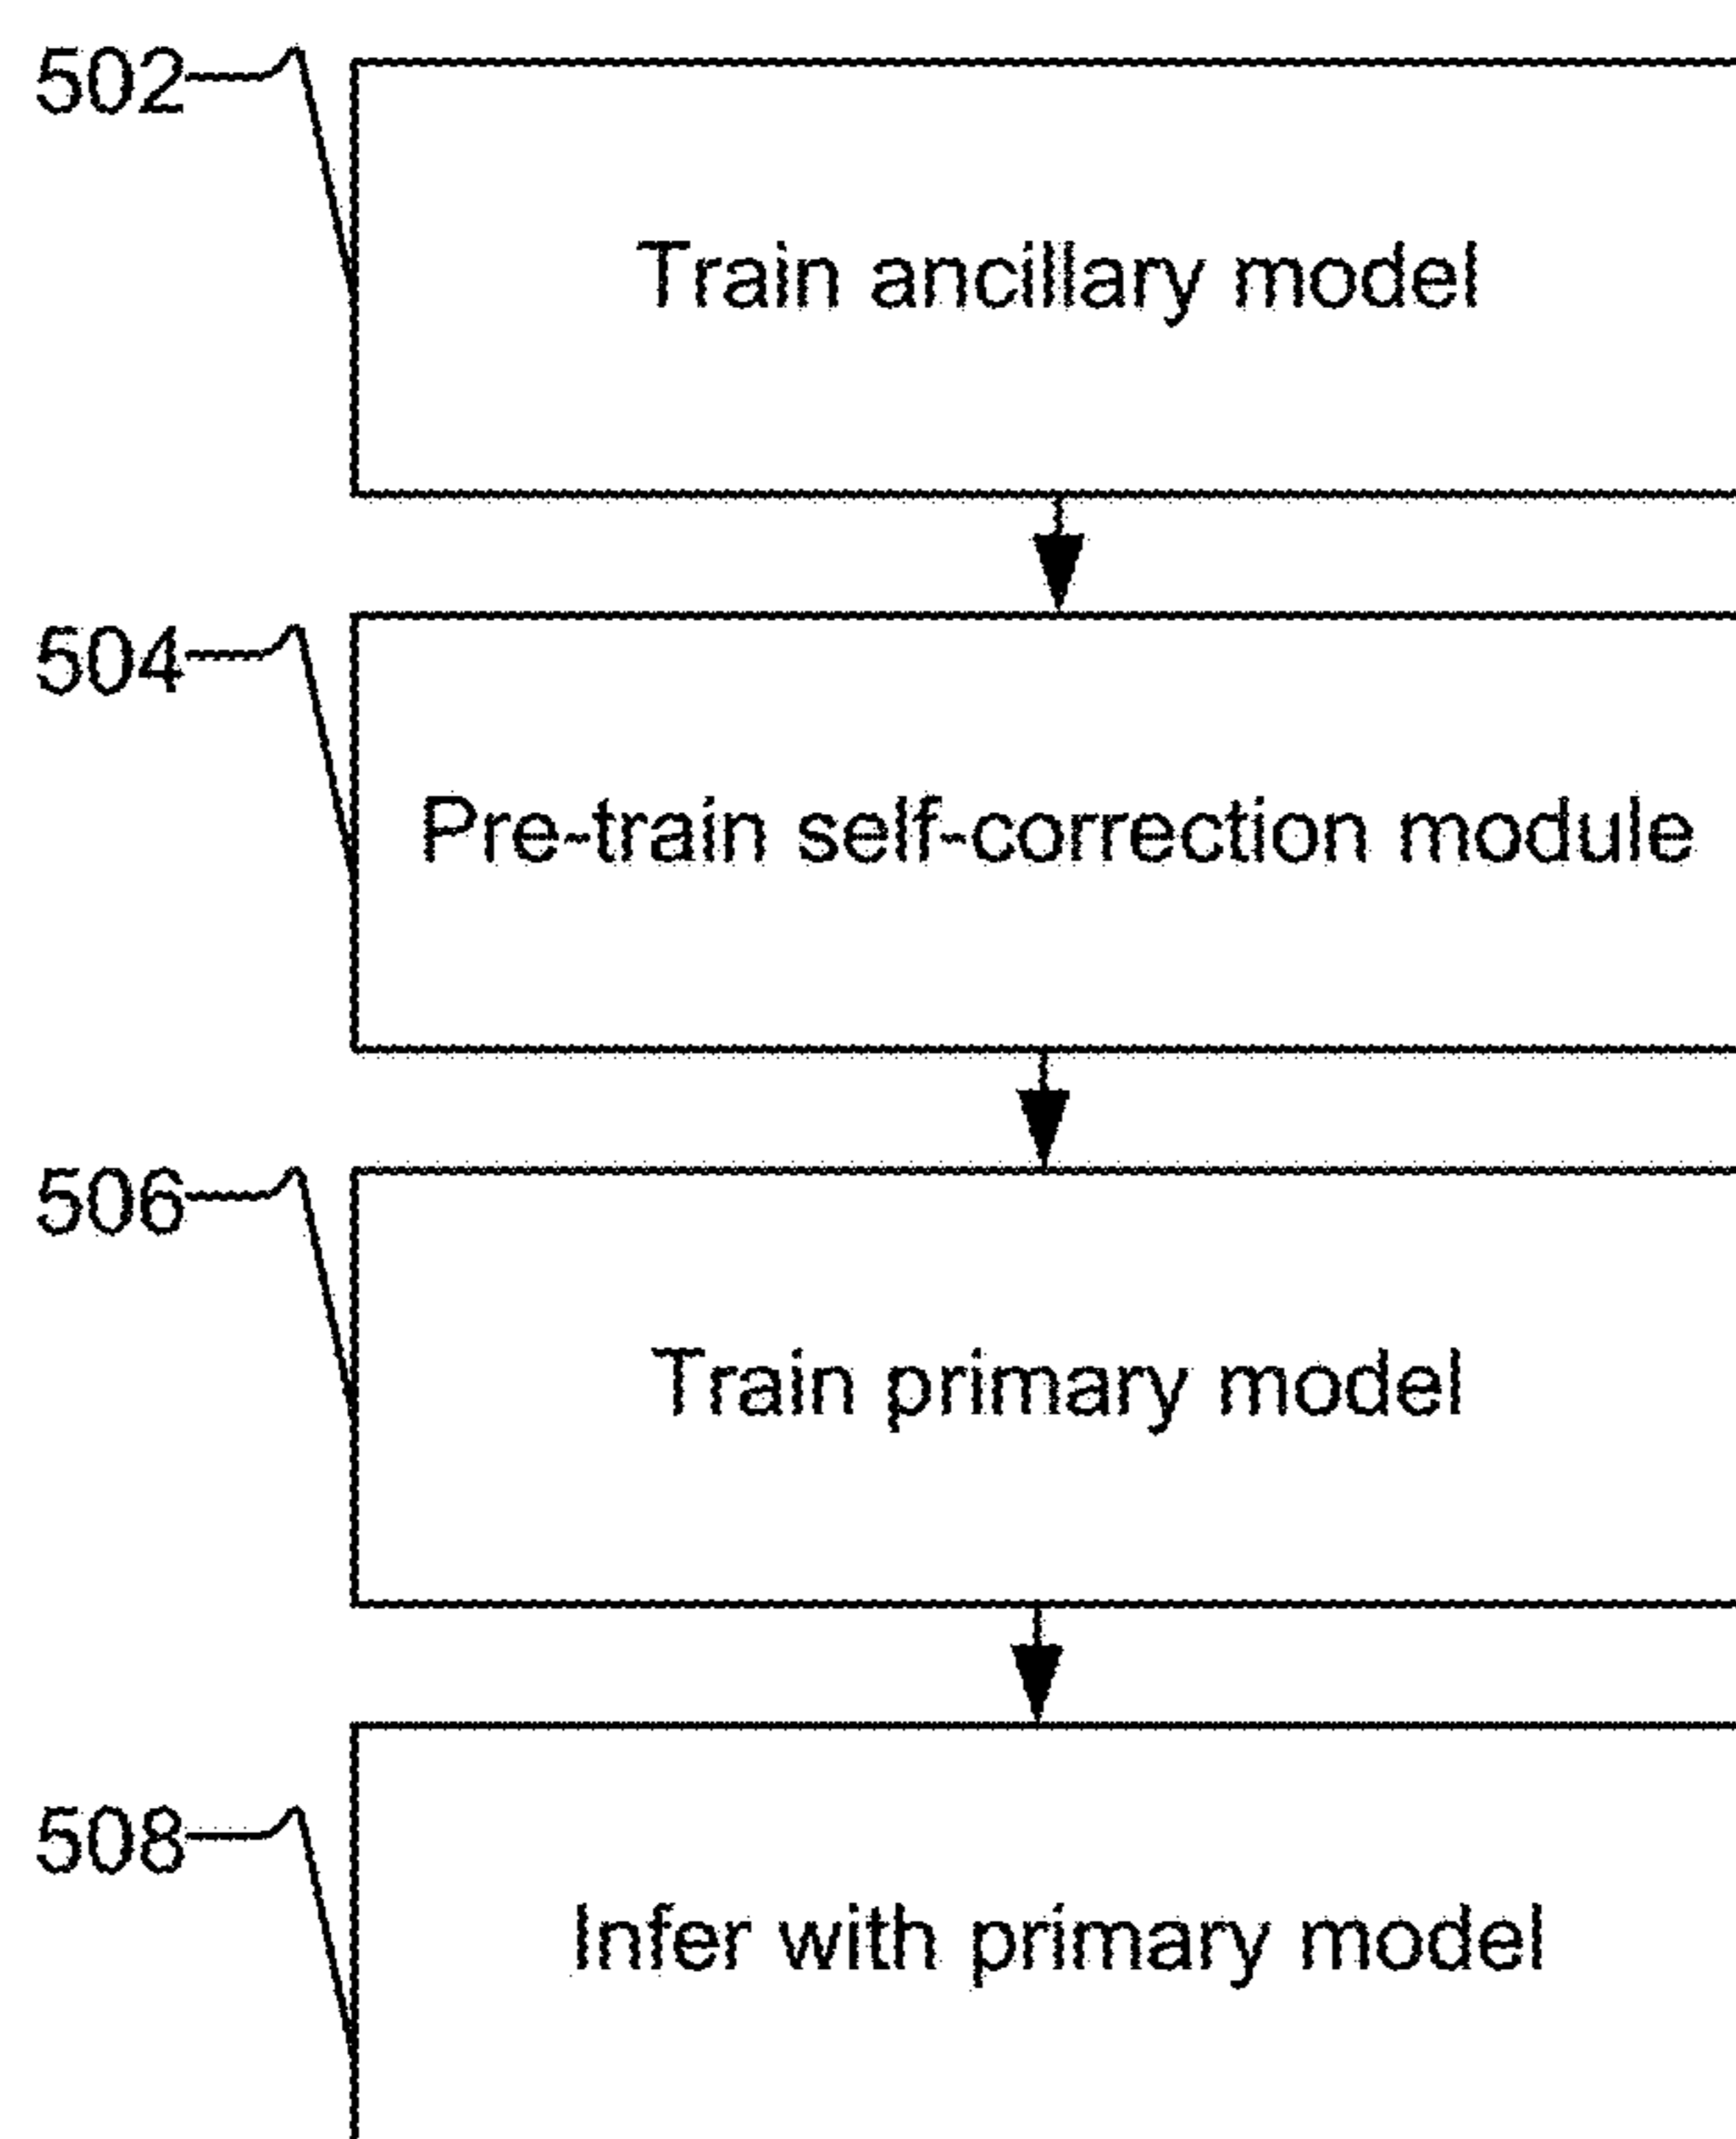 502
Train ancillary model
504
Pre-train self-correction module
506
Train primary model
508
Infer with primary model